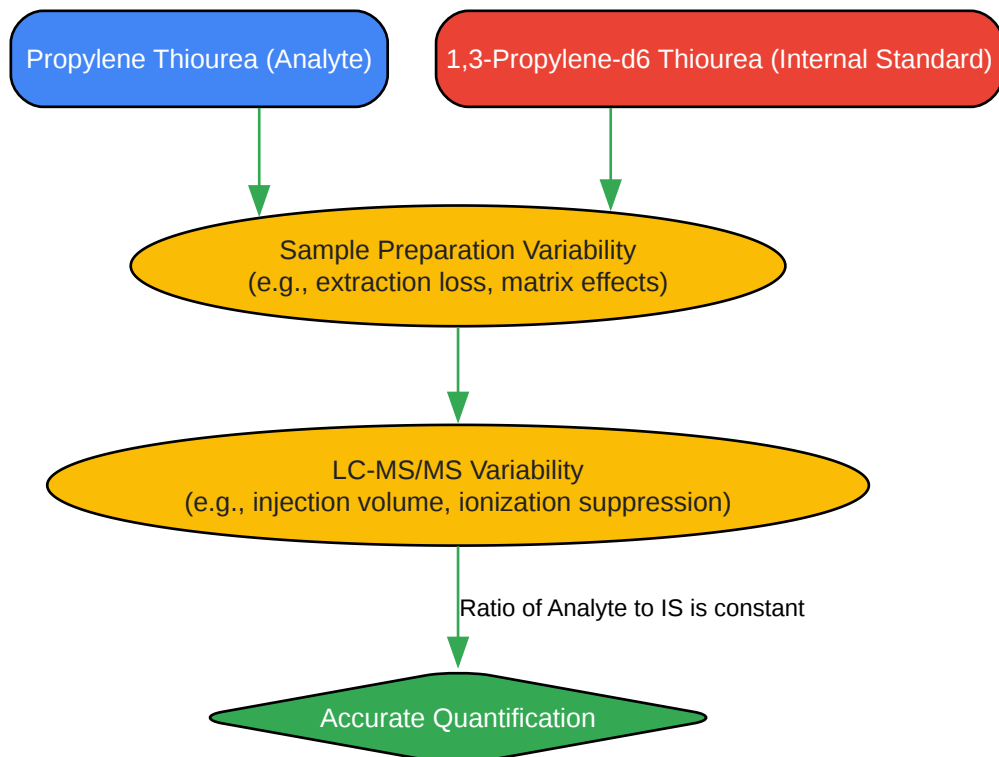 Propylene Thiourea (Analyte)
1,3-Propylene-d6 Thiourea (Internal Standard)
Sample Preparation Variability
(e.g., extraction loss, matrix effects)
LC-MS/MS Variability
(e.g., injection volume, ionization suppression)
Ratio of Analyte to IS is constant
Accurate Quantification